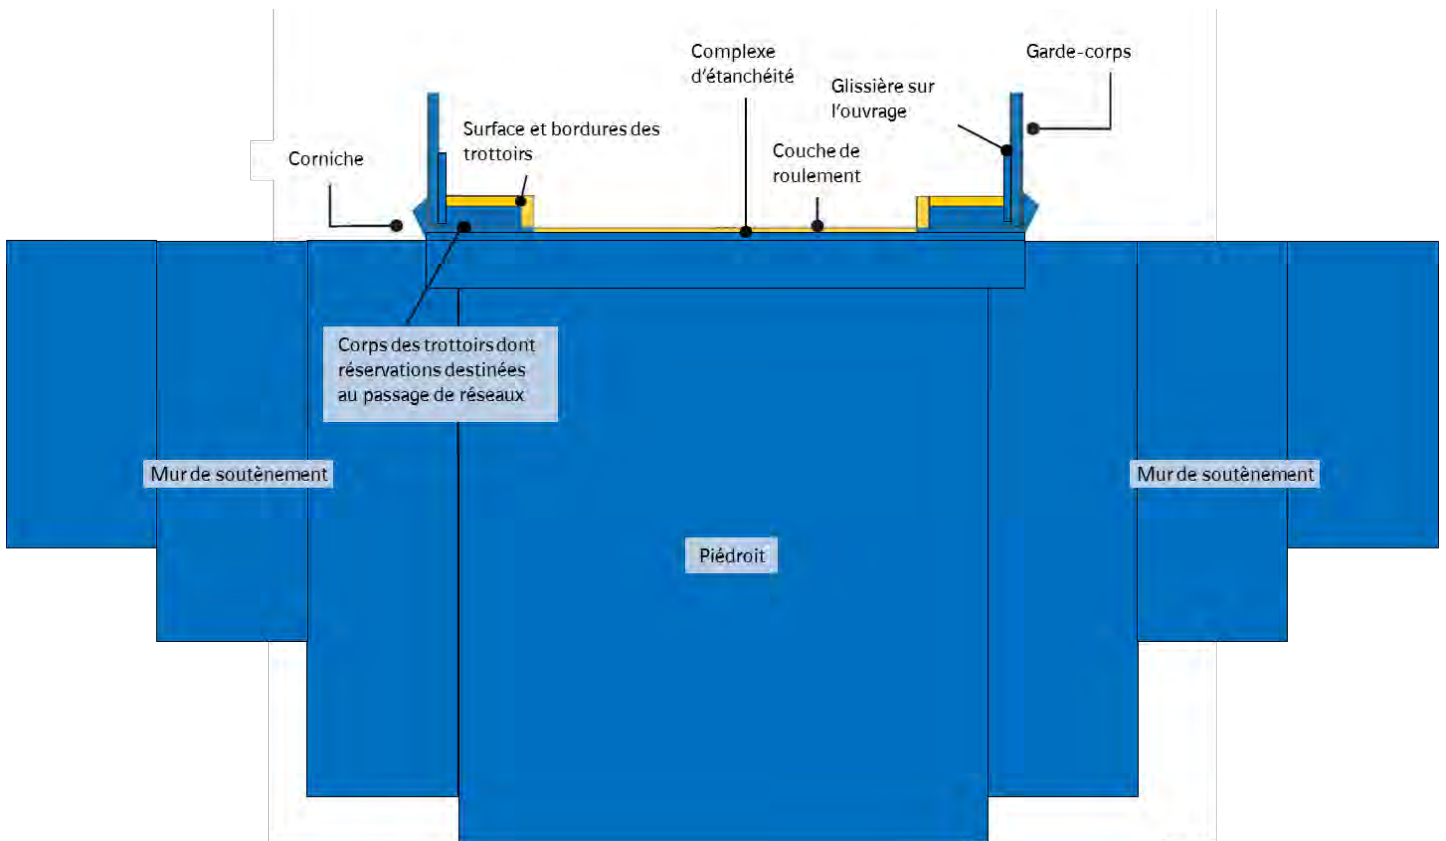 Complexe
d'étanchéité
Garde-corps
Glissière sur
l'ouvrage
Surface et bordures des
trottoirs
Couche de
roulement
Corniche
Corps des trottoirs dont
réservations destinées
au passage de réseaux
Mur de soutènement
Mur de soutènement
Piédroit